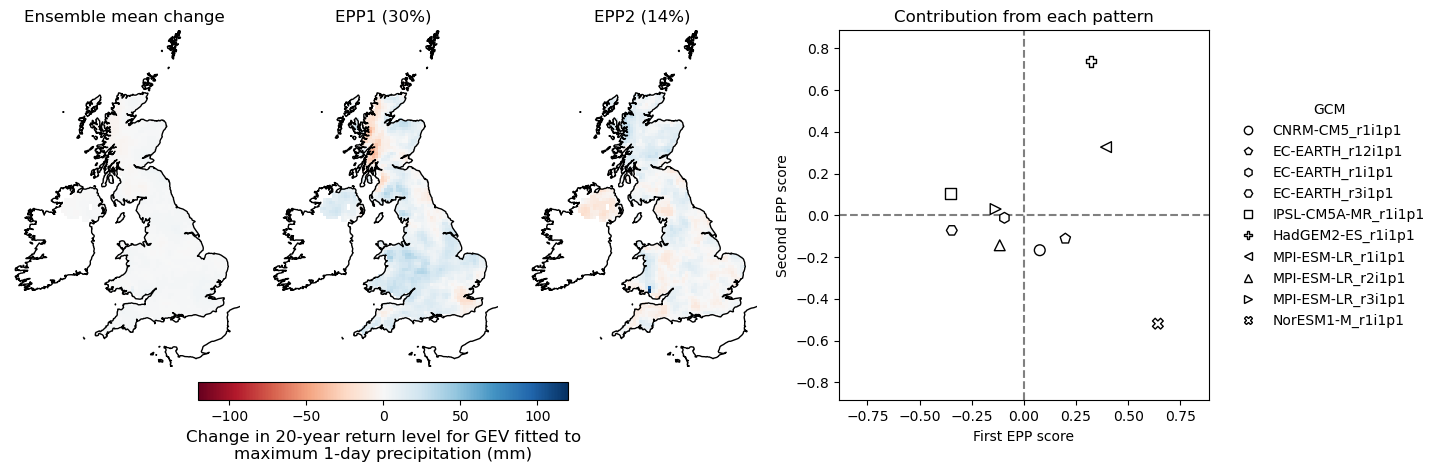 Ensemble mean change
EPP1 (30%)
EPP2 (14%)
−100 −50 0 50 100
Change in 20-year return level for GEV fitted to
maximum 1-day precipitation (mm)
Contribution from each pattern
Second EPP score
0.8
0.6
0.4
0.2
0.0
−0.2
−0.4
−0.6
−0.8
−0.75 −0.50 −0.25 0.00 0.25 0.50 0.75
First EPP score
GCM
CNRM-CM5_r1i1p1
EC-EARTH_r12i1p1
EC-EARTH_r1i1p1
EC-EARTH_r3i1p1
IPSL-CM5A-MR_r1i1p1
HadGEM2-ES_r1i1p1
MPI-ESM-LR_r1i1p1
MPI-ESM-LR_r2i1p1
MPI-ESM-LR_r3i1p1
NorESM1-M_r1i1p1